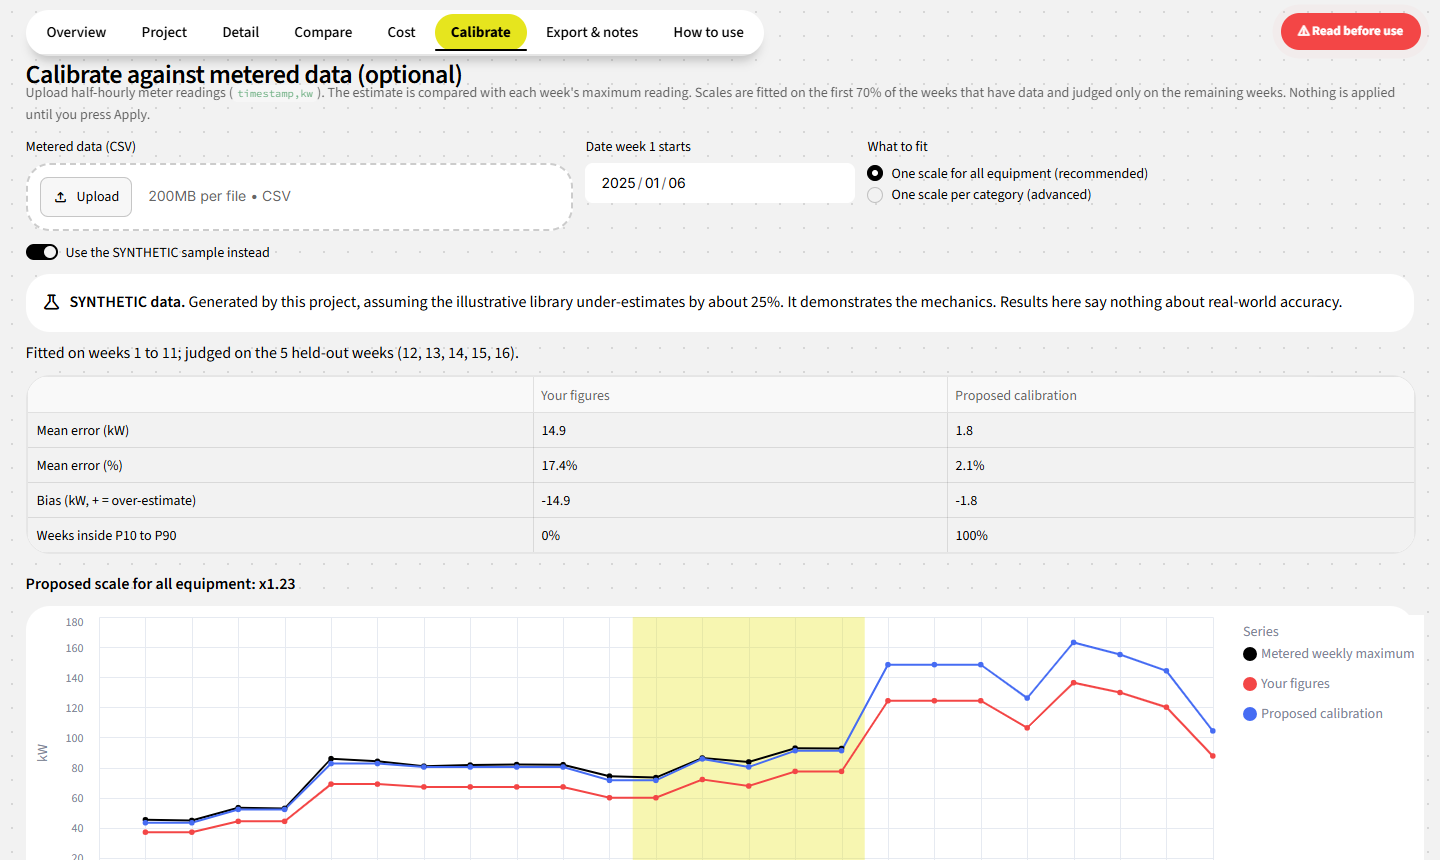 Overview Project Detail Compare Cost Calibrate Export & notes How to use
⚠ Read before use
Calibrate against metered data (optional)
Upload half-hourly meter readings ( timestamp,kw ). The estimate is compared with each week's maximum reading. Scales are fitted on the first 70% of the weeks that have data and judged only on the remaining weeks. Nothing is applied
until you press Apply.
Metered data (CSV)
Upload 200MB per file • CSV
Date week 1 starts
2025/01/06
What to fit
One scale for all equipment (recommended)
One scale per category (advanced)
Use the SYNTHETIC sample instead
SYNTHETIC data. Generated by this project, assuming the illustrative library under-estimates by about 25%. It demonstrates the mechanics. Results here say nothing about real-world accuracy.
Fitted on weeks 1 to 11; judged on the 5 held-out weeks (12, 13, 14, 15, 16).
Your figures Proposed calibration
Mean error (kW) 14.9 1.8
Mean error (%) 17.4% 2.1%
Bias (kW, + = over-estimate) -14.9 -1.8
Weeks inside P10 to P90 0% 100%
Proposed scale for all equipment: x1.23
180
160
140
120
100
80
60
40
20
kW
Series
Metered weekly maximum
Your figures
Proposed calibration